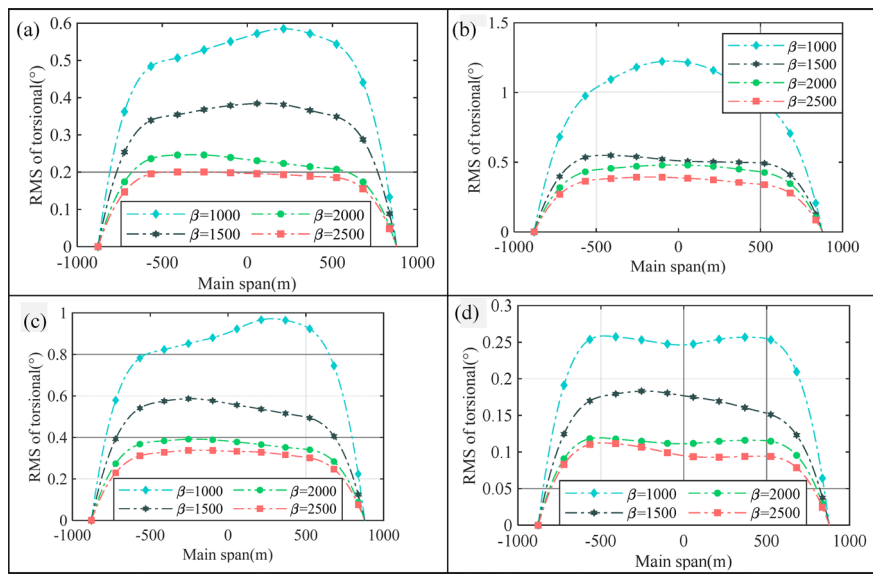 (a)
RMS of torsional(°)
0.6
0.5
0.4
0.3
0.2
0.1
0
β=1000 β=2000
β=1500 β=2500
-1000 -500 0 500 1000
Main span(m)
(b)
RMS of torsional(°)
1.5
1
0.5
0
β=1000
β=1500
β=2000
β=2500
-1000 -500 0 500 1000
Main span(m)
(c)
RMS of torsional(°)
1
0.8
0.6
0.4
0.2
0
β=1000 β=2000
β=1500 β=2500
-1000 -500 0 500 1000
Main span(m)
(d)
RMS of torsional(°)
0.3
0.25
0.2
0.15
0.1
0.05
0
β=1000 β=2000
β=1500 β=2500
-1000 -500 0 500 1000
Main span(m)